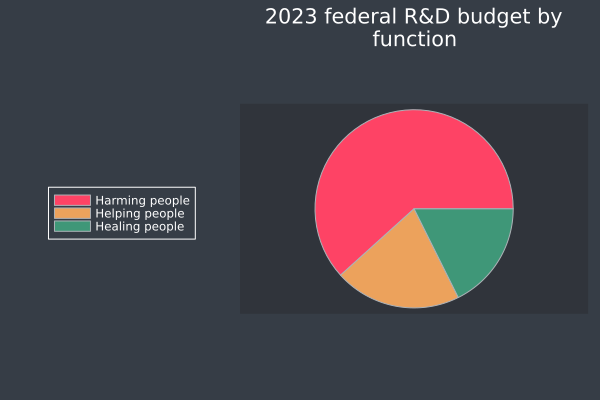 2023 federal R&D budget by
function
Harming people
Helping people
Healing people